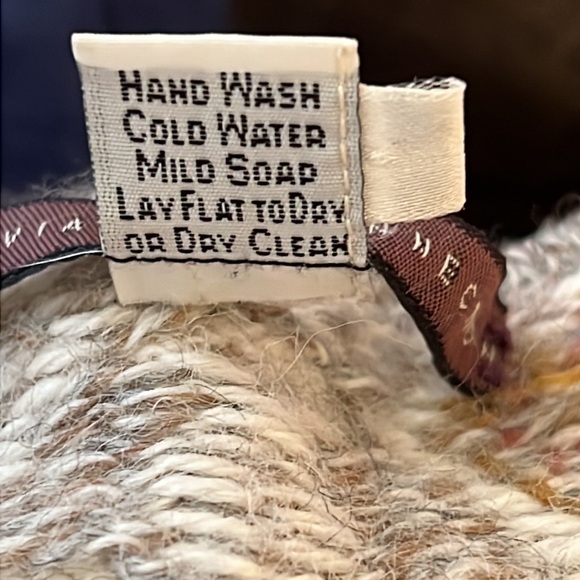 HAND WASH
COLD WATER
MILD SOAP
LAY FLAT TO DRY
OR DRY CLEAN